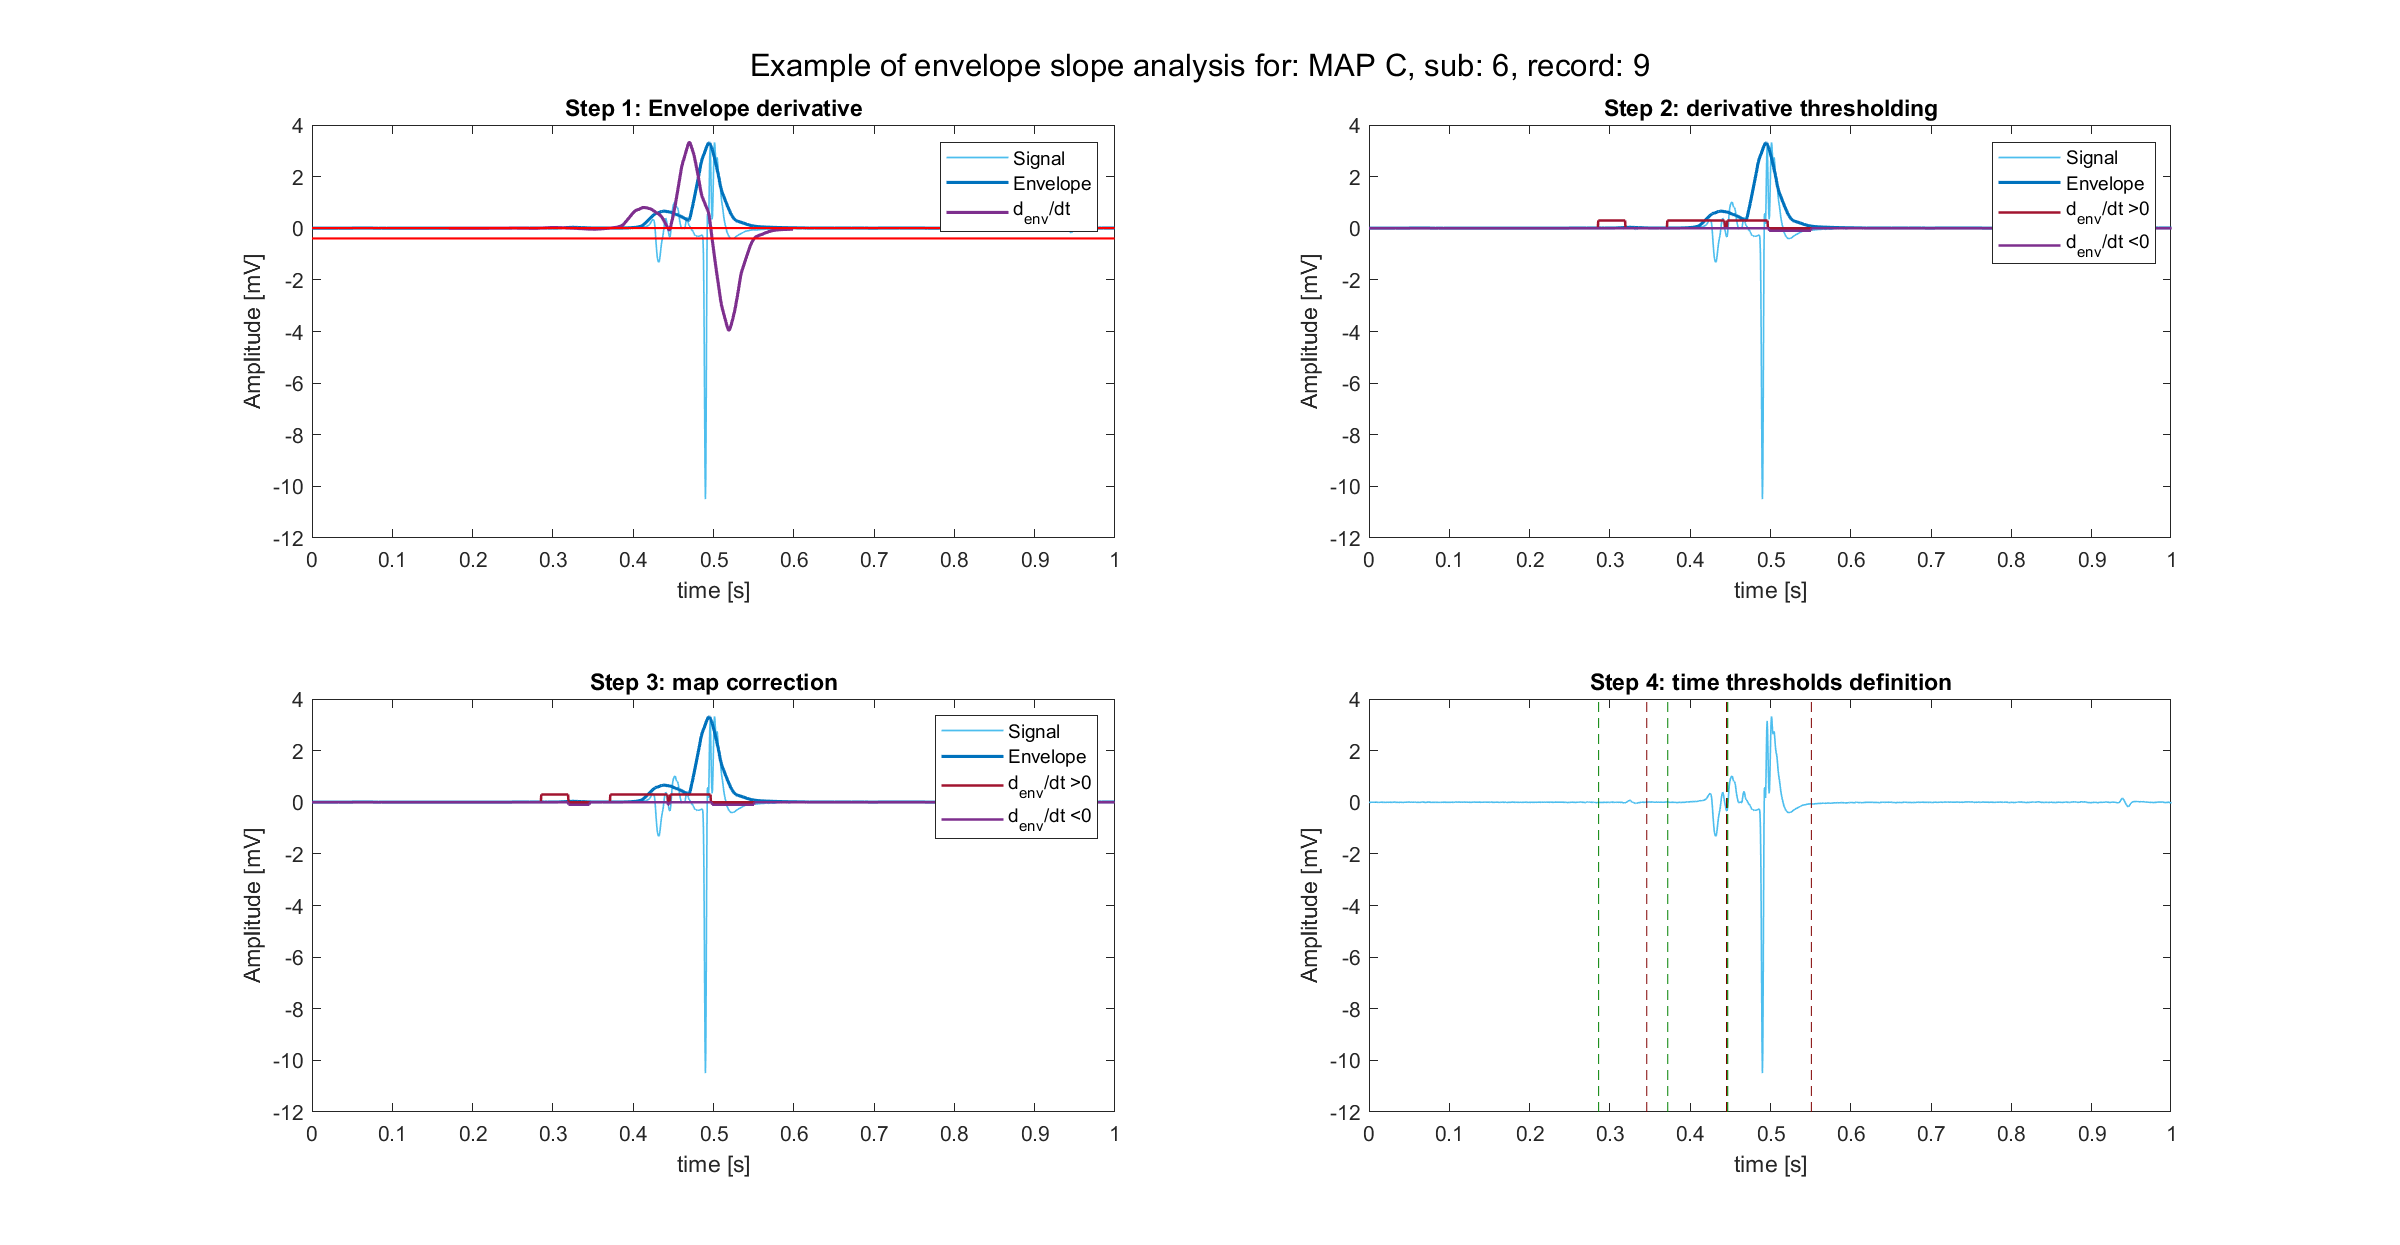 Example of envelope slope analysis for: MAP C, sub: 6, record: 9
Step 1: Envelope derivative
4
2
0
-2
-4
-6
-8
-10
-12
Amplitude [mV]
Signal
Envelope
d_env/dt
0 0.1 0.2 0.3 0.4 0.5 0.6 0.7 0.8 0.9 1
time [s]
Step 2: derivative thresholding
4
2
0
-2
-4
-6
-8
-10
-12
Amplitude [mV]
Signal
Envelope
d_env/dt >0
d_env/dt <0
0 0.1 0.2 0.3 0.4 0.5 0.6 0.7 0.8 0.9 1
time [s]
Step 3: map correction
4
2
0
-2
-4
-6
-8
-10
-12
Amplitude [mV]
Signal
Envelope
d_env/dt >0
d_env/dt <0
0 0.1 0.2 0.3 0.4 0.5 0.6 0.7 0.8 0.9 1
time [s]
Step 4: time thresholds definition
4
2
0
-2
-4
-6
-8
-10
-12
Amplitude [mV]
0 0.1 0.2 0.3 0.4 0.5 0.6 0.7 0.8 0.9 1
time [s]